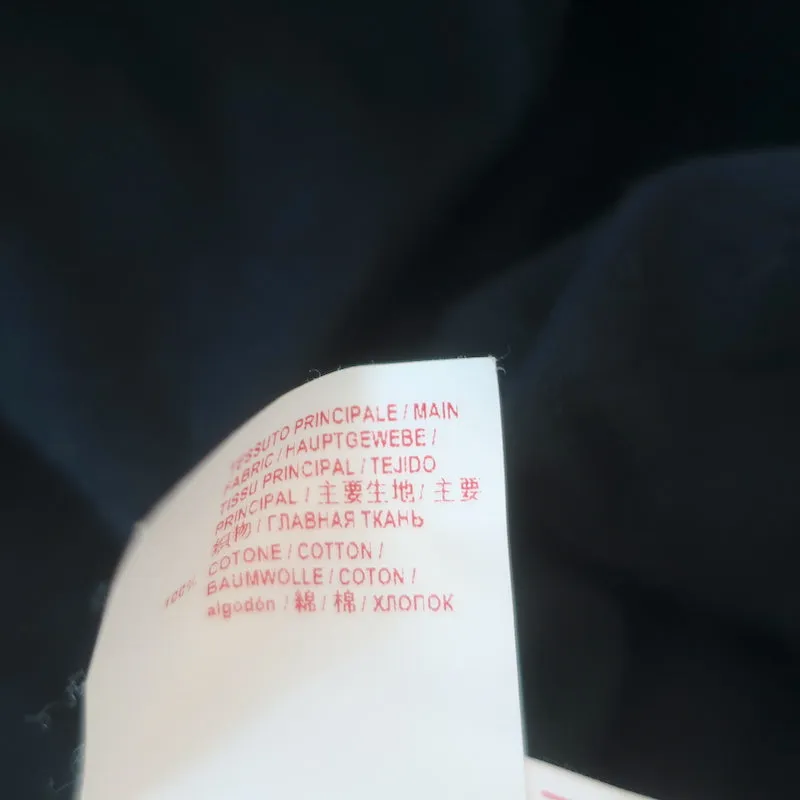 TESSUTO PRINCIPALE / MAIN
FABRIC / HAUPTGEWEBE /
TISSU PRINCIPAL / TEJIDO
PRINCIPAL / 主要生地 / 主要
織物 / ГЛАВНАЯ ТКАНЬ
100% COTONE / COTTON /
BAUMWOLLE / COTON /
algodón / 綿 / 棉 / ХЛОПОК